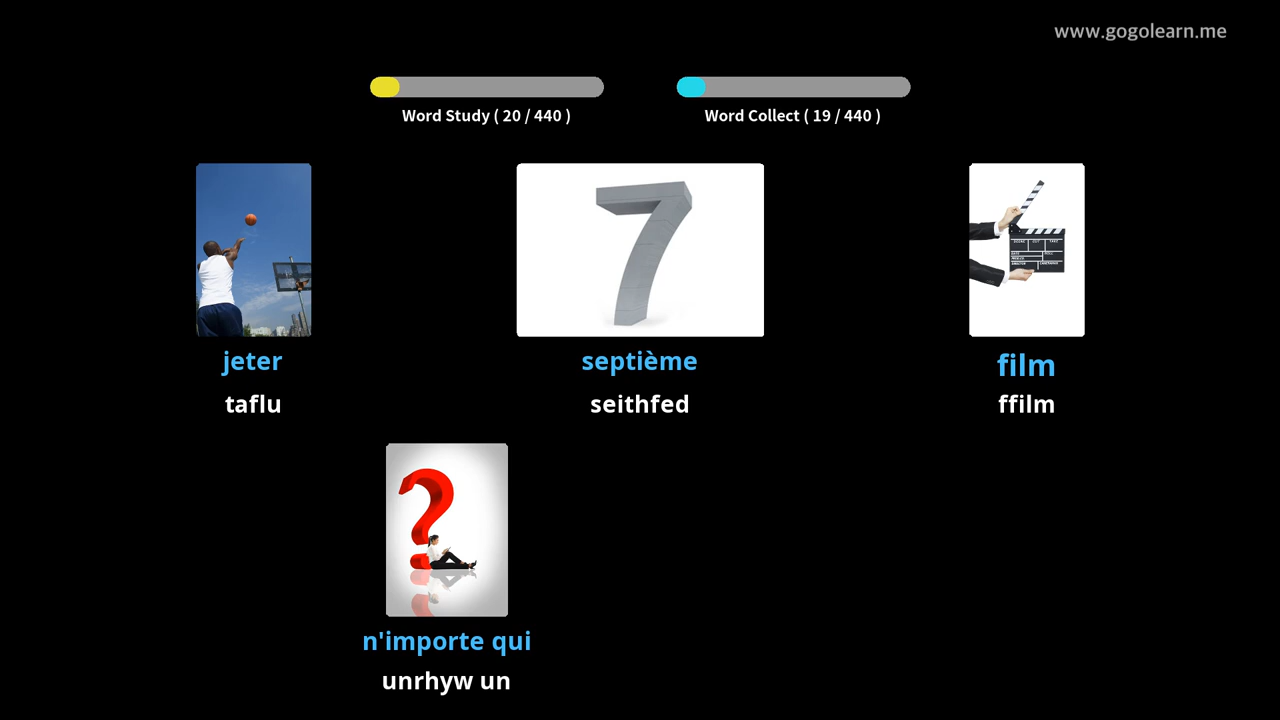 www.gogolearn.me
Word Study ( 20 / 440 )
Word Collect ( 19 / 440 )
jeter
septième
film
taflu
seithfed
ffilm
n'importe qui
unrhyw un